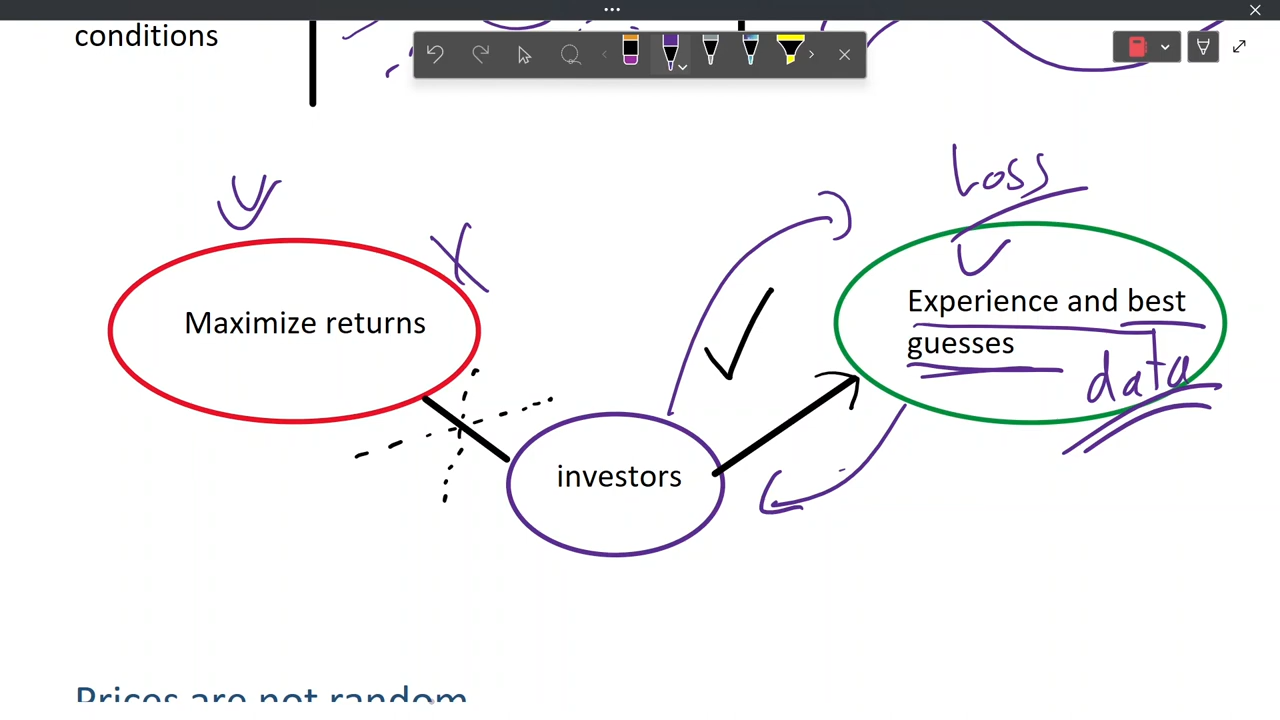 conditions
Loss
Maximize returns
Experience and best
guesses
data
investors
Prices are not random